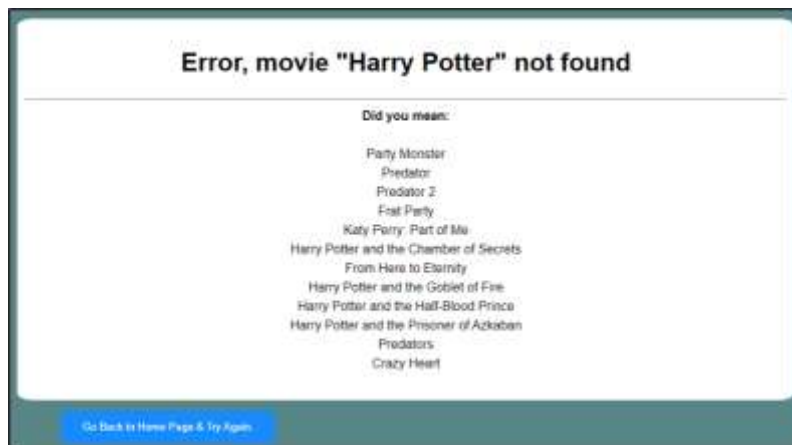 Error, movie "Harry Potter" not found
Did you mean:
Party Monster
Predator
Predator 2
Frat Party
Katy Perry: Part of Me
Harry Potter and the Chamber of Secrets
From Here to Eternity
Harry Potter and the Goblet of Fire
Harry Potter and the Half-Blood Prince
Harry Potter and the Prisoner of Azkaban
Predators
Crazy Heart
Go Back to Home Page & Try Again